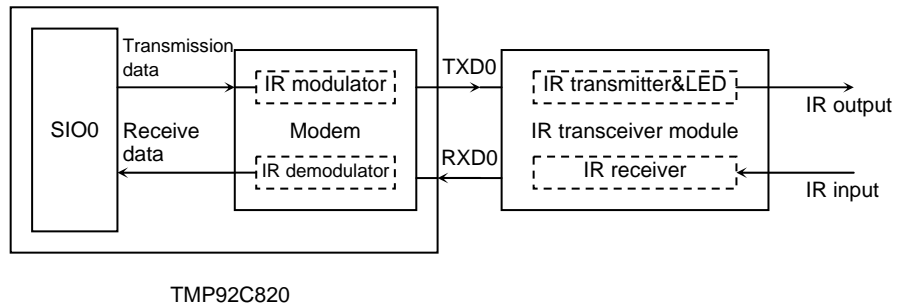 Transmission
data
SIO0
Receive
data
IR modulator
Modem
IR demodulator
TXD0
RXD0
IR transmitter&LED
IR transceiver module
IR receiver
IR output
IR input
TMP92C820